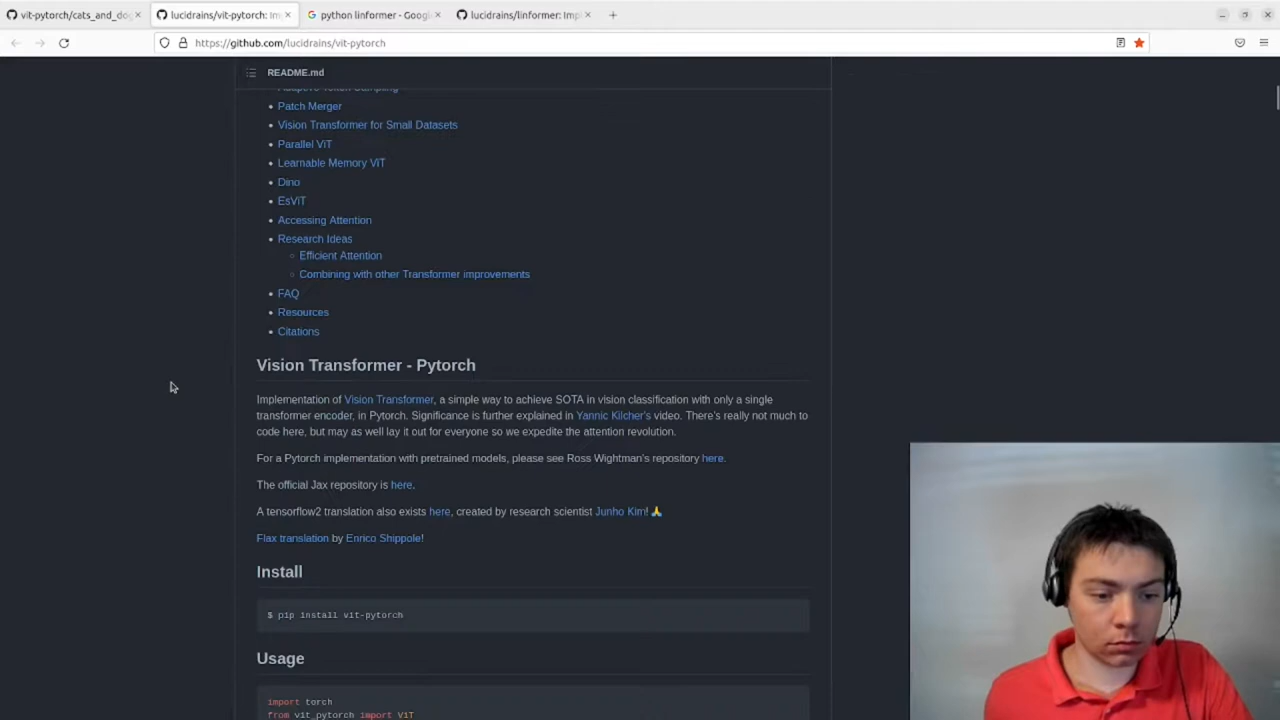 vit-pytorch/cats_and_do
lucidrains/vit-pytorch: Im
python linformer - Googl
lucidrains/linformer: Impl
https://github.com/lucidrains/vit-pytorch
README.md
Patch Merger
Vision Transformer for Small Datasets
Parallel ViT
Learnable Memory ViT
Dino
EsViT
Accessing Attention
Research Ideas
Efficient Attention
Combining with other Transformer improvements
FAQ
Resources
Citations
Vision Transformer - Pytorch
Implementation of Vision Transformer, a simple way to achieve SOTA in vision classification with only a single
transformer encoder, in Pytorch. Significance is further explained in Yannic Kilcher's video. There's really not much to
code here, but may as well lay it out for everyone so we expedite the attention revolution.
For a Pytorch implementation with pretrained models, please see Ross Wightman's repository here.
The official Jax repository is here.
A tensorflow2 translation also exists here, created by research scientist Junho Kim! 🙏
Flax translation by Enrico Shippole!
Install
$ pip install vit-pytorch
Usage
import torch
from vit_pytorch import ViT